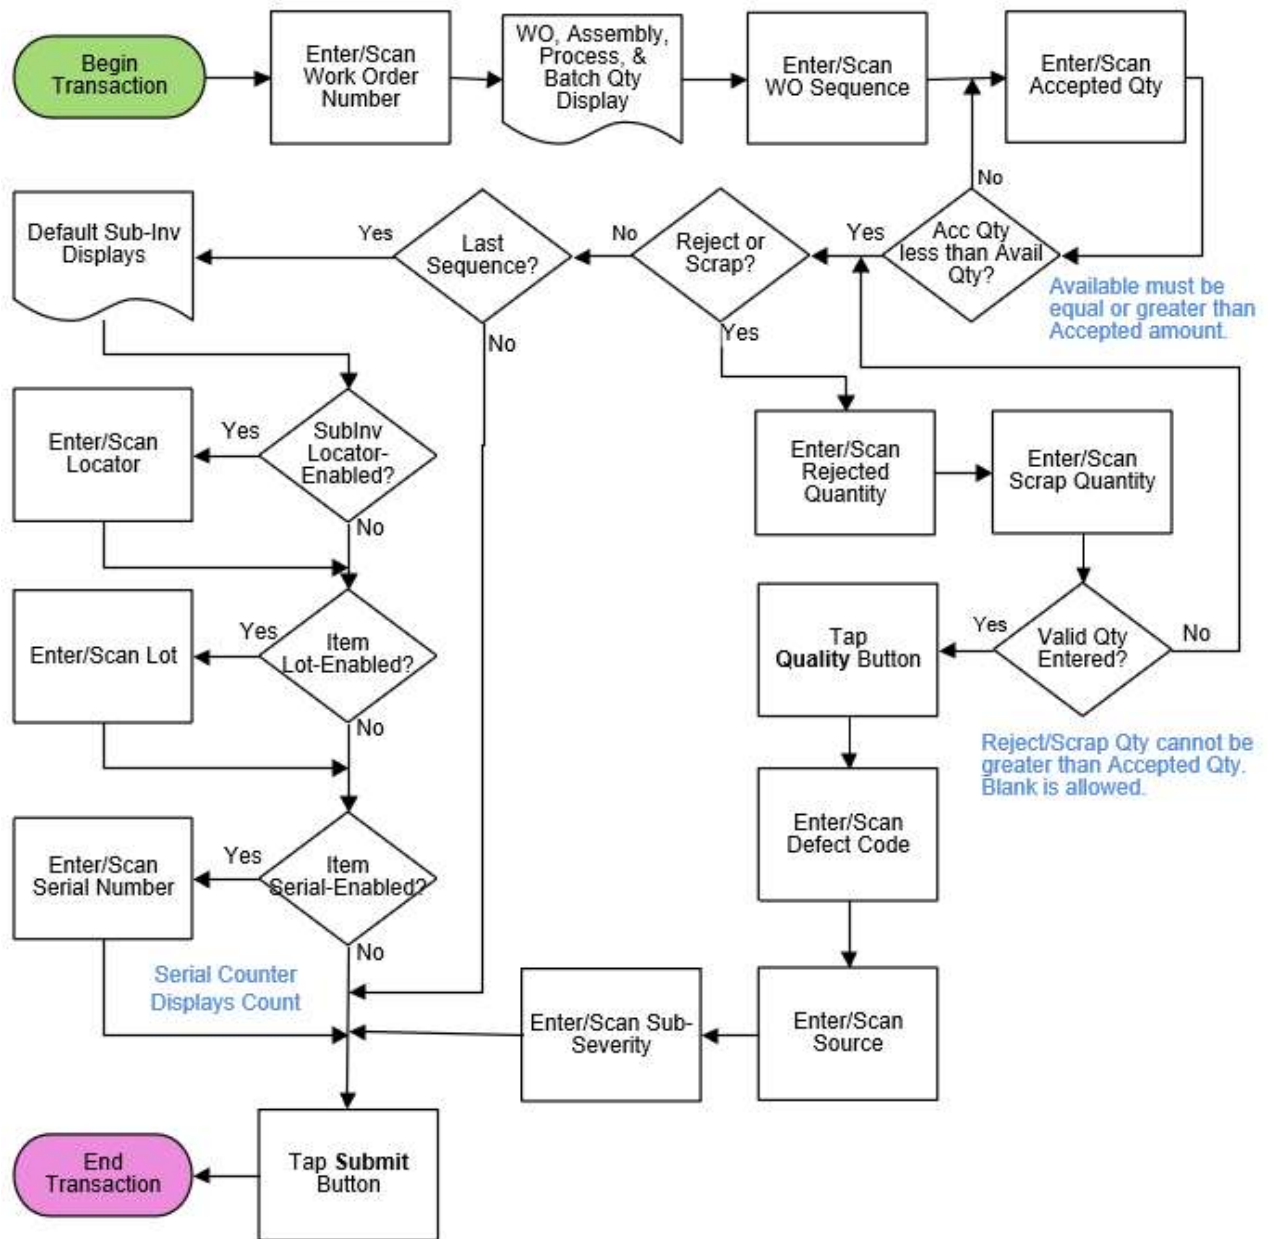 Begin
Transaction
Enter/Scan
Work Order
Number
WO, Assembly,
Process, &
Batch Qty
Display
Enter/Scan
WO Sequence
Enter/Scan
Accepted Qty
No
Acc Qty
less than Avail
Qty?
Available must be
equal or greater than
Accepted amount.
Yes
Reject or
Scrap?
No
Yes
Last
Sequence?
Yes
No
Default Sub-Inv
Displays
SubInv
Locator-
Enabled?
Yes
No
Enter/Scan
Locator
Item
Lot-Enabled?
Yes
No
Enter/Scan Lot
Item
Serial-Enabled?
Yes
No
Enter/Scan
Serial Number
Serial Counter
Displays Count
Enter/Scan
Rejected
Quantity
Enter/Scan
Scrap Quantity
Valid Qty
Entered?
Yes
No
Reject/Scrap Qty cannot be
greater than Accepted Qty.
Blank is allowed.
Tap
Quality Button
Enter/Scan
Defect Code
Enter/Scan
Source
Enter/Scan Sub-
Severity
Tap Submit
Button
End
Transaction